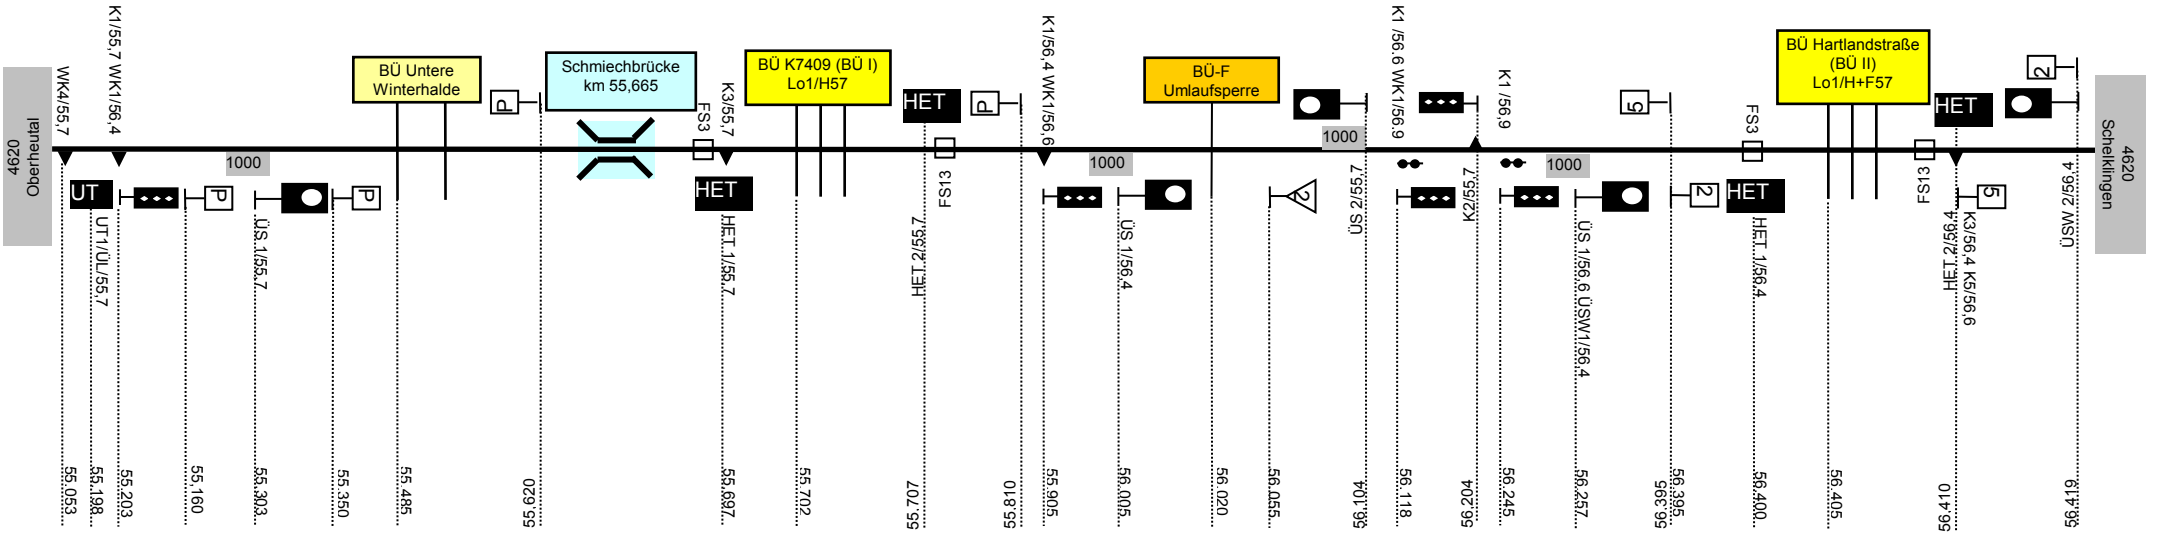 4620
Oberheutal
WK4/55,7
K1/55,7 WK1/56,4
UT
UT1/ÜL/55,7
P
1000
ÜS 1/55,7
P
BÜ Untere
Winterhalde
P
Schmiechbrücke
km 55,665
FS3
K3/55,7
HET
HET 1/55,7
BÜ K7409 (BÜ I)
Lo1/H57
HET
HET 2/55,7
FS13
P
K1/56,4 WK1/56,6
1000
ÜS 1/56,4
BÜ-F
Umlaufsperre
2
1000
ÜS 2/55,7
K1 /56.6 WK1/56.9
K2/55,7
K1 /56,9
1000
ÜS 1/56,6 ÜSW1/56,4
5
2
FS3
HET
HET 1/56,4
BÜ Hartlandstraße
(BÜ II)
Lo1/H+F57
FS13
HET
HET 2/56,4
K3/56,4 K5/56,6
5
2
ÜSW 2/56,4
4620
Schelklingen
55.053
55.198
55.203
55.160
55.303
55.350
55.485
55.620
55.697
55.702
55.707
55.810
55.905
56.005
56.020
56.055
56.104
56.118
56.204
56.245
56.257
56.395
56.395
56.400
56.405
56.410
56.419